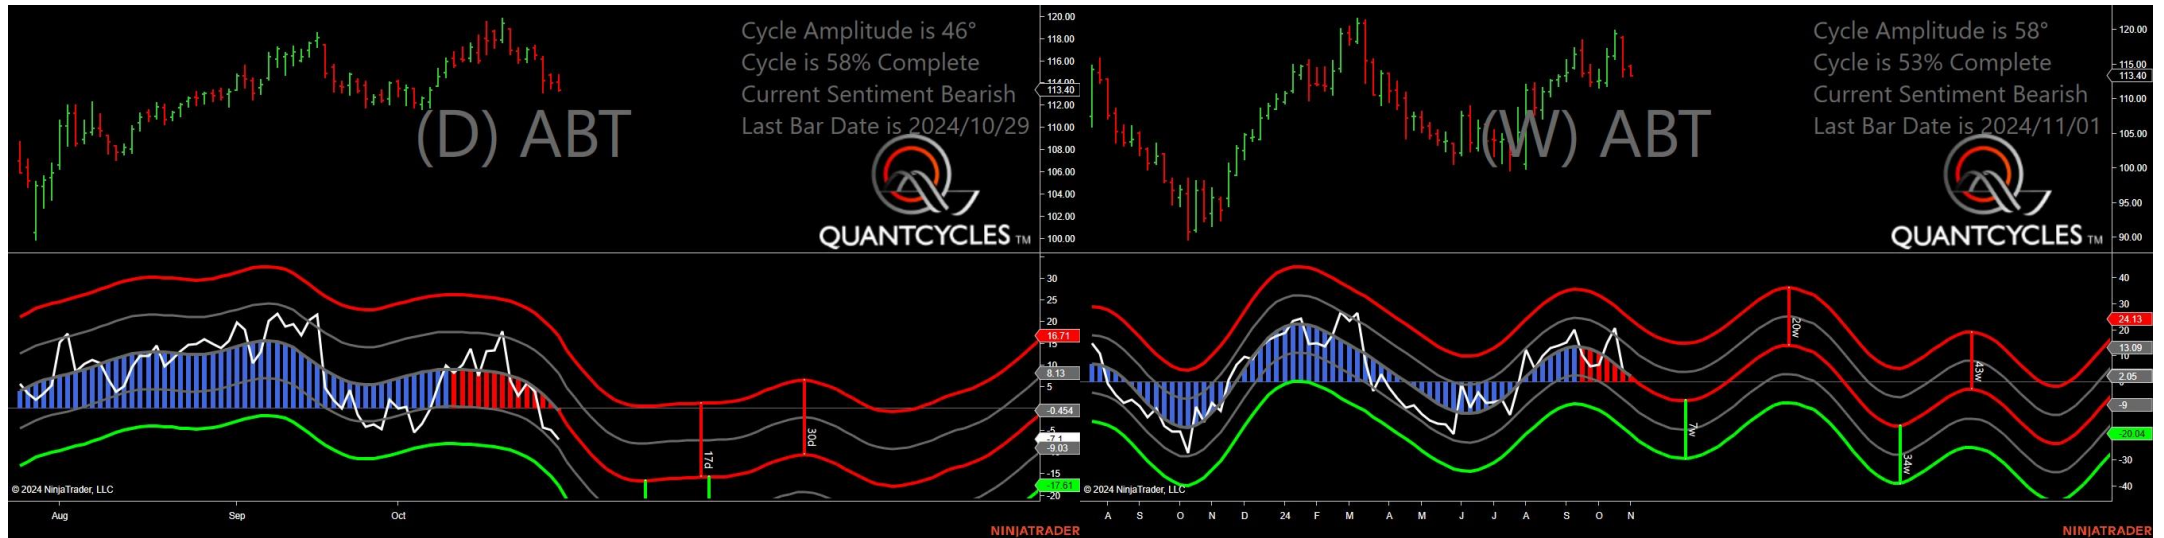 Cycle Amplitude is 46°
Cycle is 58% Complete
Current Sentiment Bearish
Last Bar Date is 2024/10/29
(D) ABT
QUANTCYCLES TM
120.00
118.00
116.00
114.00
113.40
112.00
110.00
108.00
106.00
104.00
102.00
100.00
30
25
20
16.71
15
10
8.13
5
-0.454
-5
-7.1
-9.03
-15
-17.61
-20
17d
30d
© 2024 NinjaTrader, LLC
Aug
Sep
Oct
NINJATRADER
Cycle Amplitude is 58°
Cycle is 53% Complete
Current Sentiment Bearish
Last Bar Date is 2024/11/01
(W) ABT
QUANTCYCLES TM
120.00
115.00
113.40
110.00
105.00
100.00
95.00
90.00
40
30
24.13
20
13.09
10
2.05
-9
-20.04
-30
-40
7w
20w
34w
43w
© 2024 NinjaTrader, LLC
A S O N D 24 F M A M J J A S O N
NINJATRADER